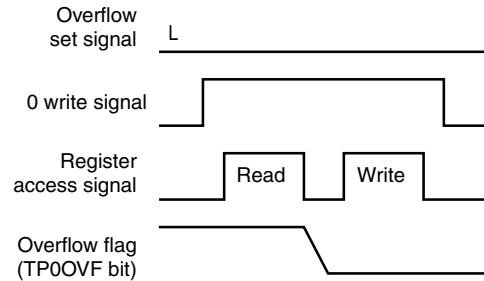 Overflow
set signal
L
0 write signal
Register
access signal
Read
Write
Overflow flag
(TP0OVF bit)